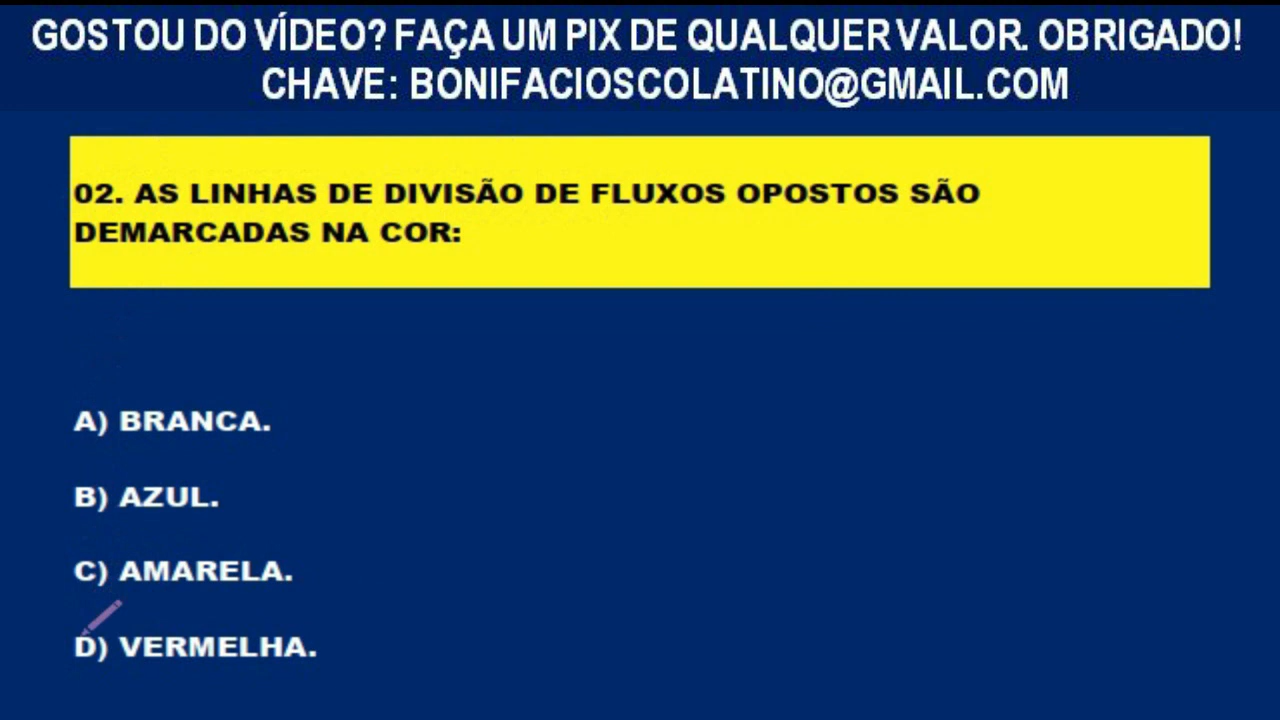 GOSTOU DO VÍDEO? FAÇA UM PIX DE QUALQUER VALOR. OBRIGADO!
CHAVE: BONIFACIOSCOLATINO@GMAIL.COM
02. AS LINHAS DE DIVISÃO DE FLUXOS OPOSTOS SÃO
DEMARCADAS NA COR:
A) BRANCA.
B) AZUL.
C) AMARELA.
D) VERMELHA.